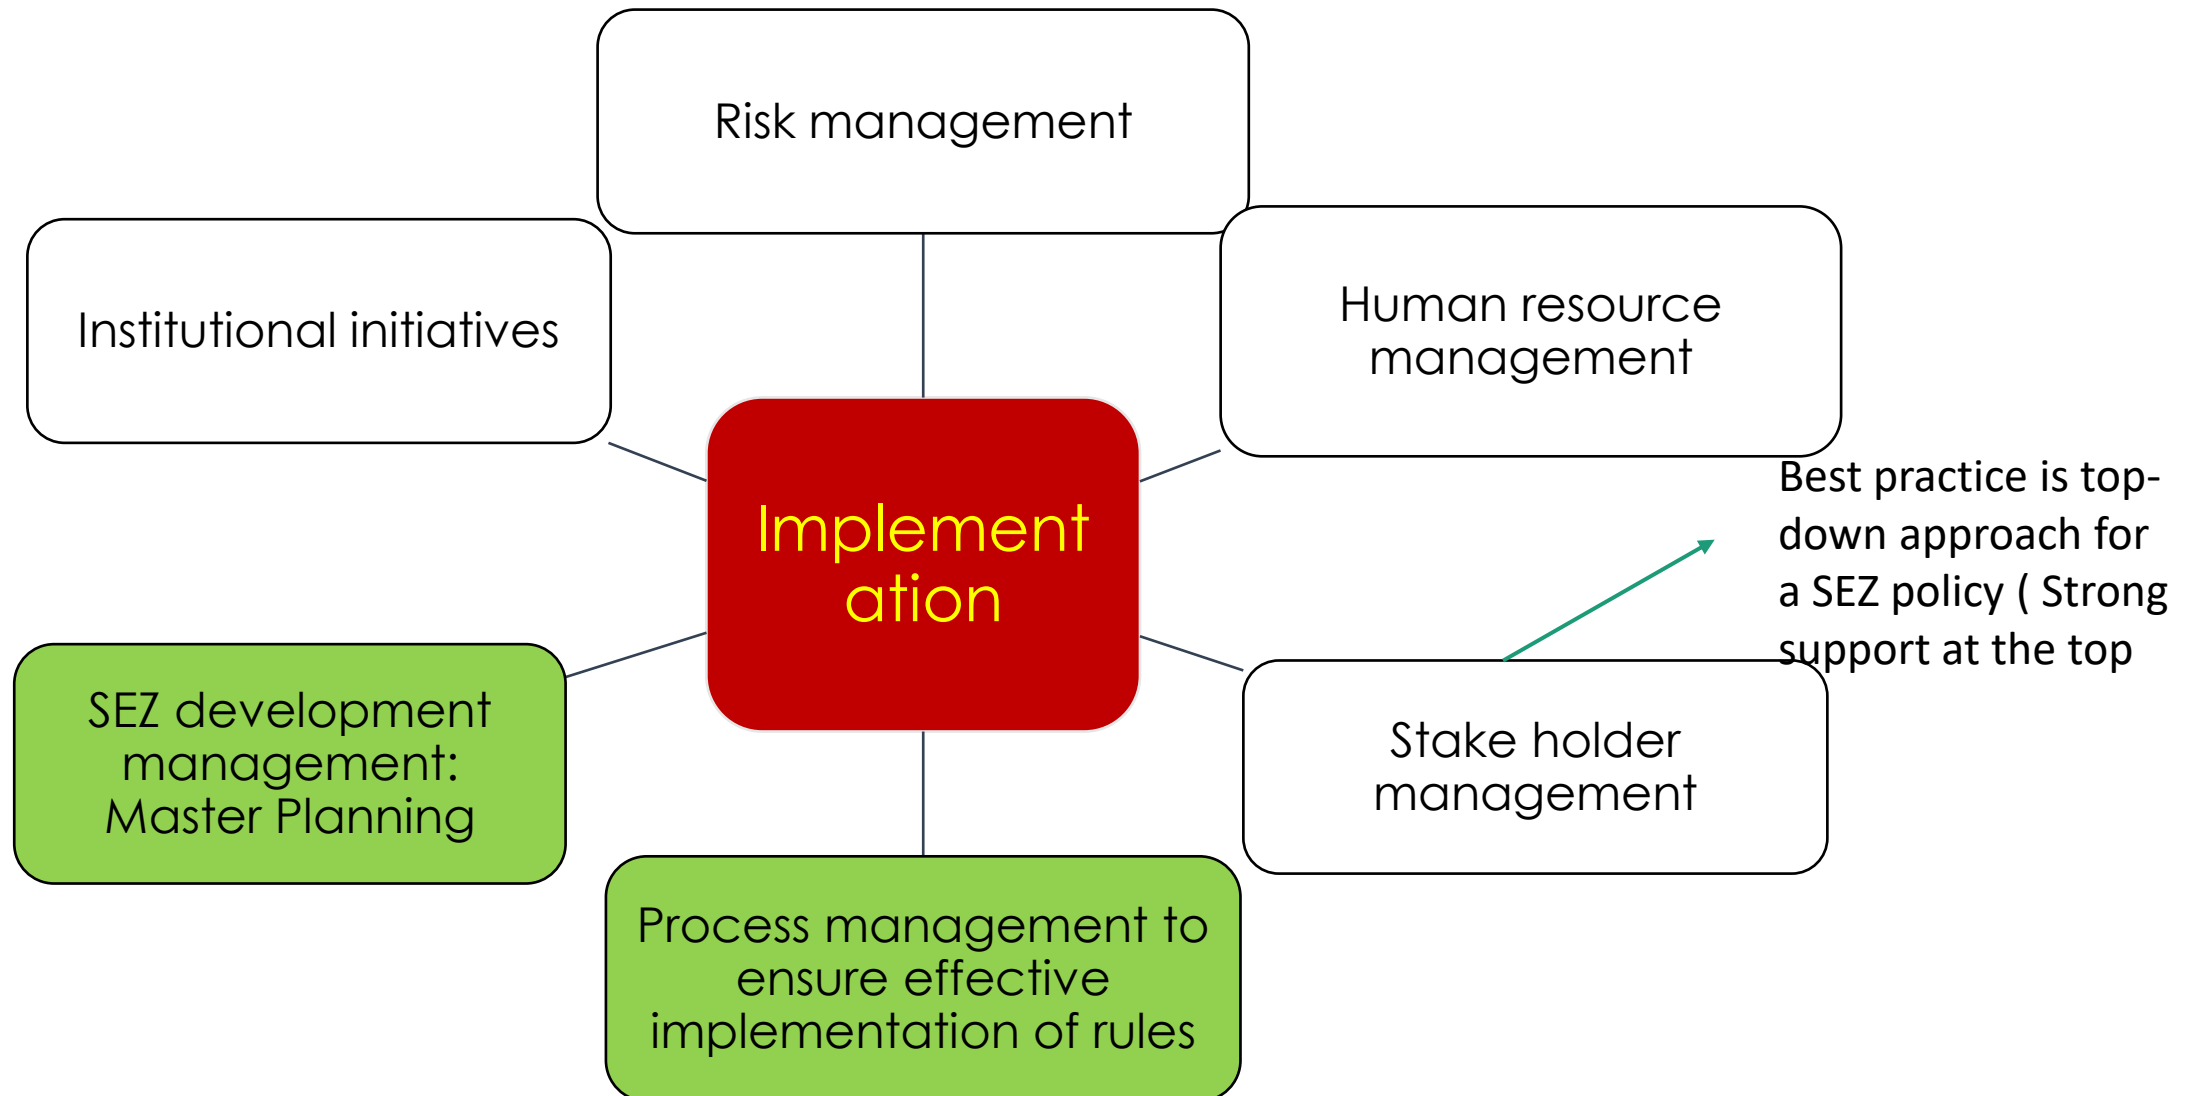 Risk management
Institutional initiatives
Human resource
management
Implement
ation
Best practice is top-
down approach for
a SEZ policy ( Strong
support at the top
SEZ development
management:
Master Planning
Stake holder
management
Process management to
ensure effective
implementation of rules